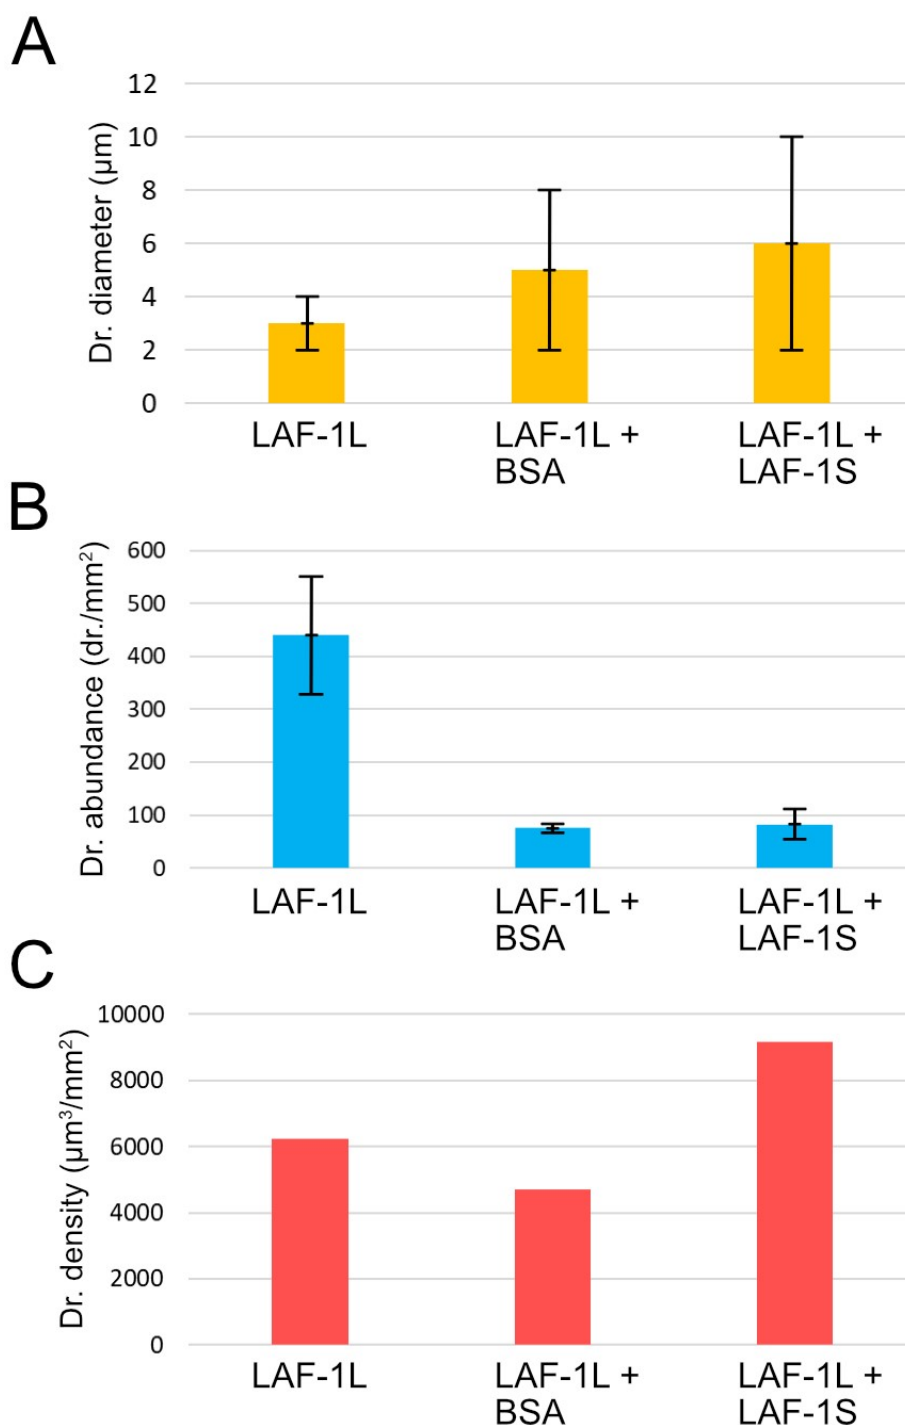 A
Dr. diameter (µm)
12
10
8
6
4
2
0
LAF-1L
LAF-1L +
BSA
LAF-1L +
LAF-1S
B
Dr. abundance (dr./mm²)
600
500
400
300
200
100
0
LAF-1L
LAF-1L +
BSA
LAF-1L +
LAF-1S
C
Dr. density (µm³/mm²)
10000
8000
6000
4000
2000
0
LAF-1L
LAF-1L +
BSA
LAF-1L +
LAF-1S